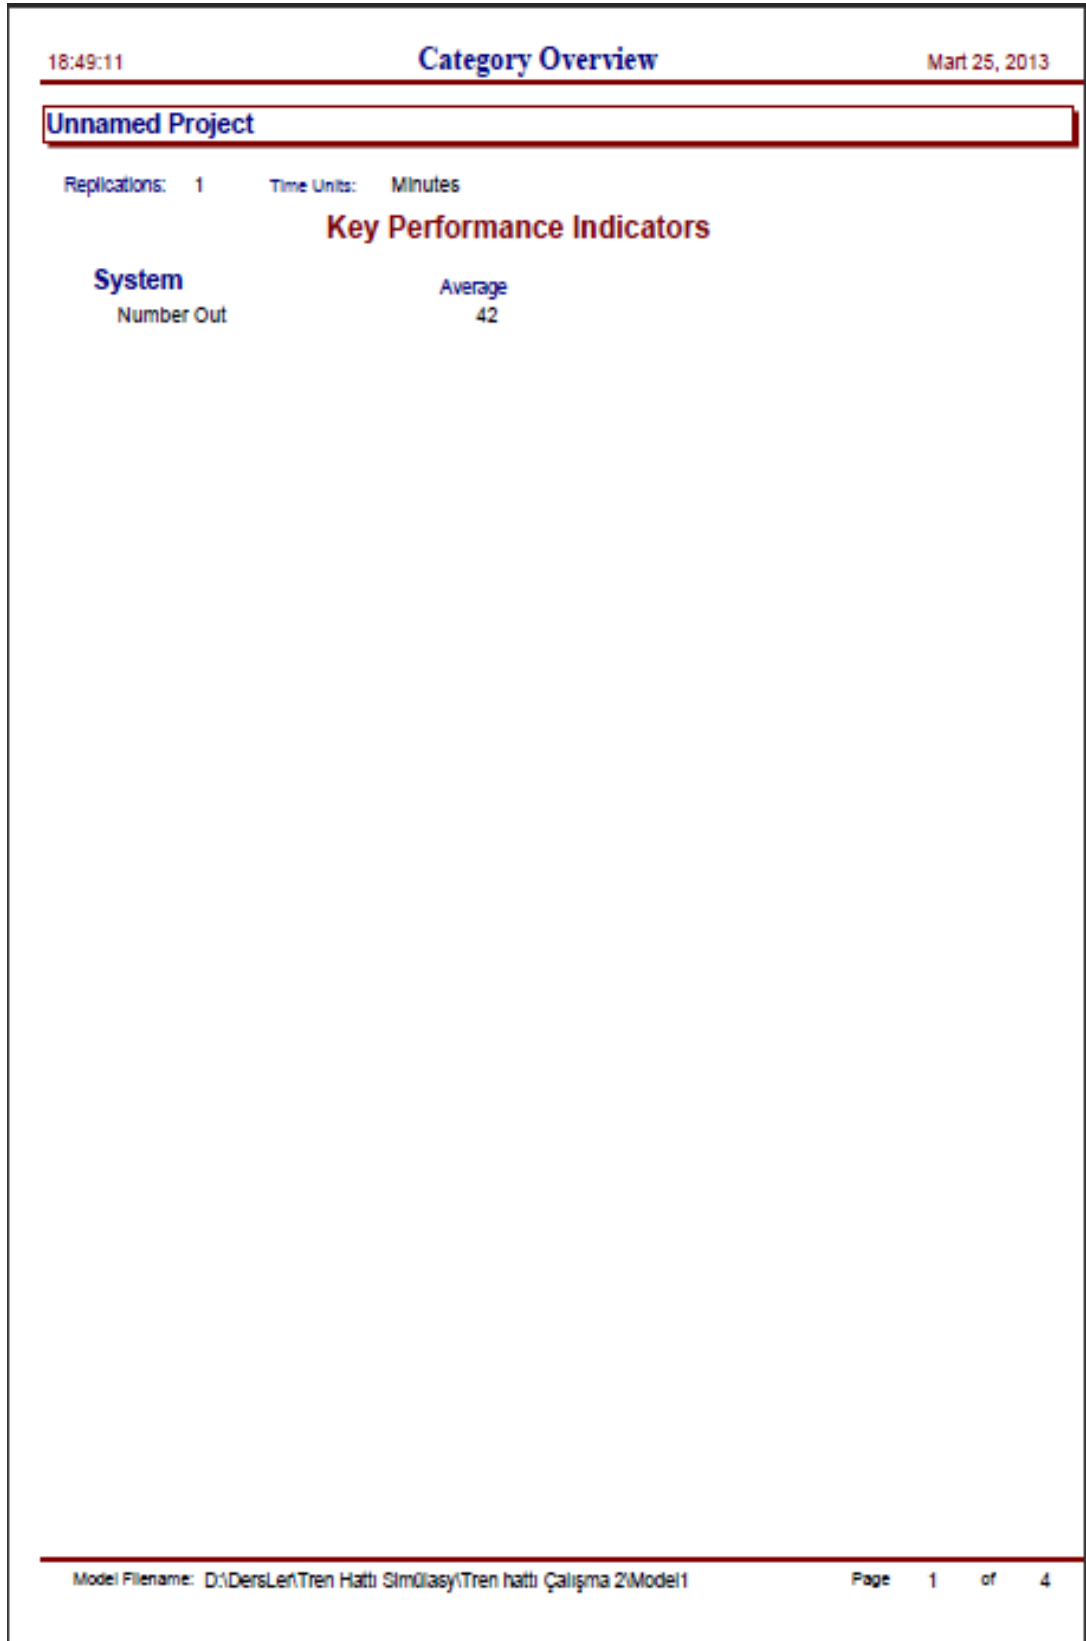 18:49:11 Category Overview Mart 25, 2013
Unnamed Project
Replications: 1 Time Units: Minutes
Key Performance Indicators
System Average
Number Out 42
Model Filename: D:\DersLer\Tren Hattı Simülasy\Tren hattı Çalışma 2\Model1 Page 1 of 4